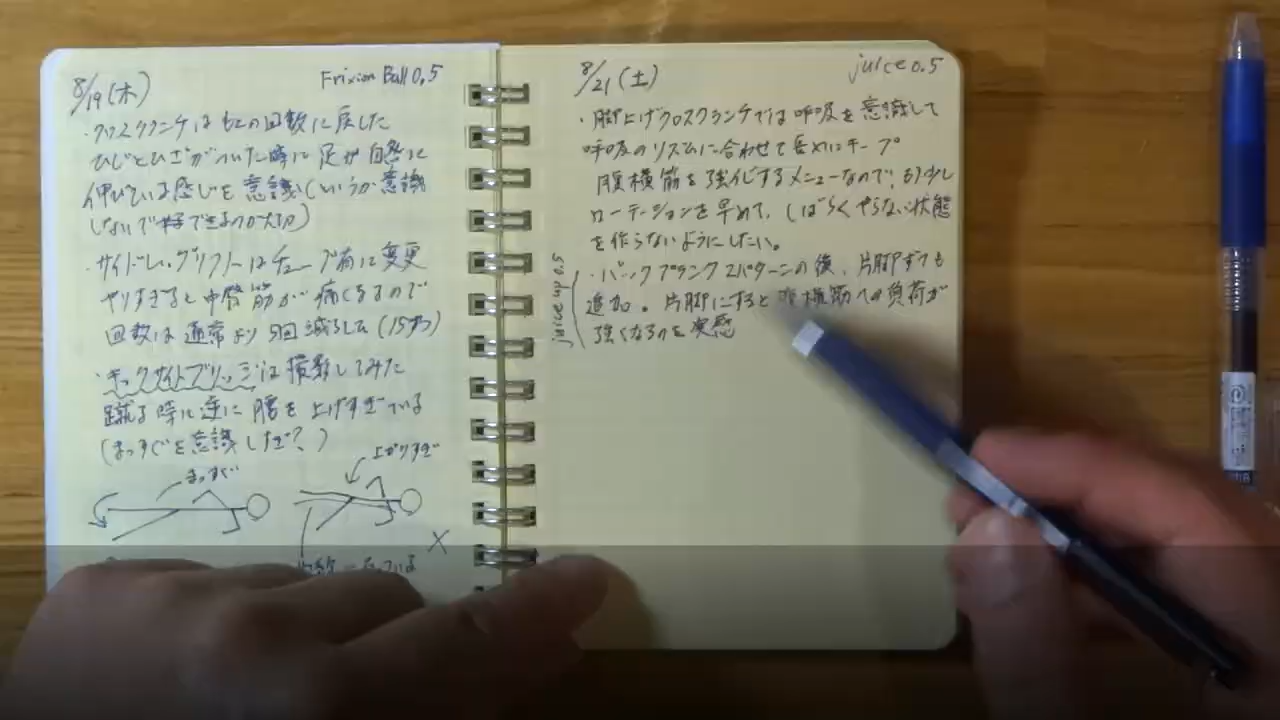 8/19(木)
Frixion Ball 0.5
・クロスクランチは元の回数に戻した
ひじとひざがついた時に足が自然に
伸びている感じを意識(というか意識
しないでできるのが大切)
・サイドレッグリフトはチューブ有に変更
やりすぎると中臀筋が痛くなるので
回数は通常より5回減らした(15ずつ)
・キックサイドブリッジは撮影してみた
蹴る時に逆に腰を上げすぎている
(まっすぐを意識しすぎ?)
まっすぐ
上がりすぎ
×
8/21(土)
juice 0.5
・脚上げクロスクランチでは呼吸を意識して
呼吸のリズムに合わせて長めにキープ
腹横筋を強化するメニューなので、もう少し
ローテーションを早めて、しばらくやらない状態
を作らないようにしたい。
juice up 0.5
・バックプランク2パターンの後、片脚ずつも
追加。片脚にすると腹横筋への負荷が
強くなるのを実感